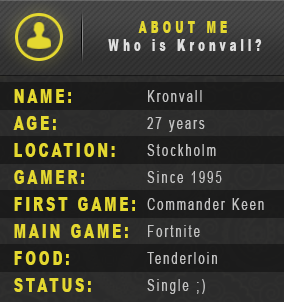 ABOUT ME
Who is Kronvall?
NAME: Kronvall
AGE: 27 years
LOCATION: Stockholm
GAMER: Since 1995
FIRST GAME: Commander Keen
MAIN GAME: Fortnite
FOOD: Tenderloin
STATUS: Single ;)